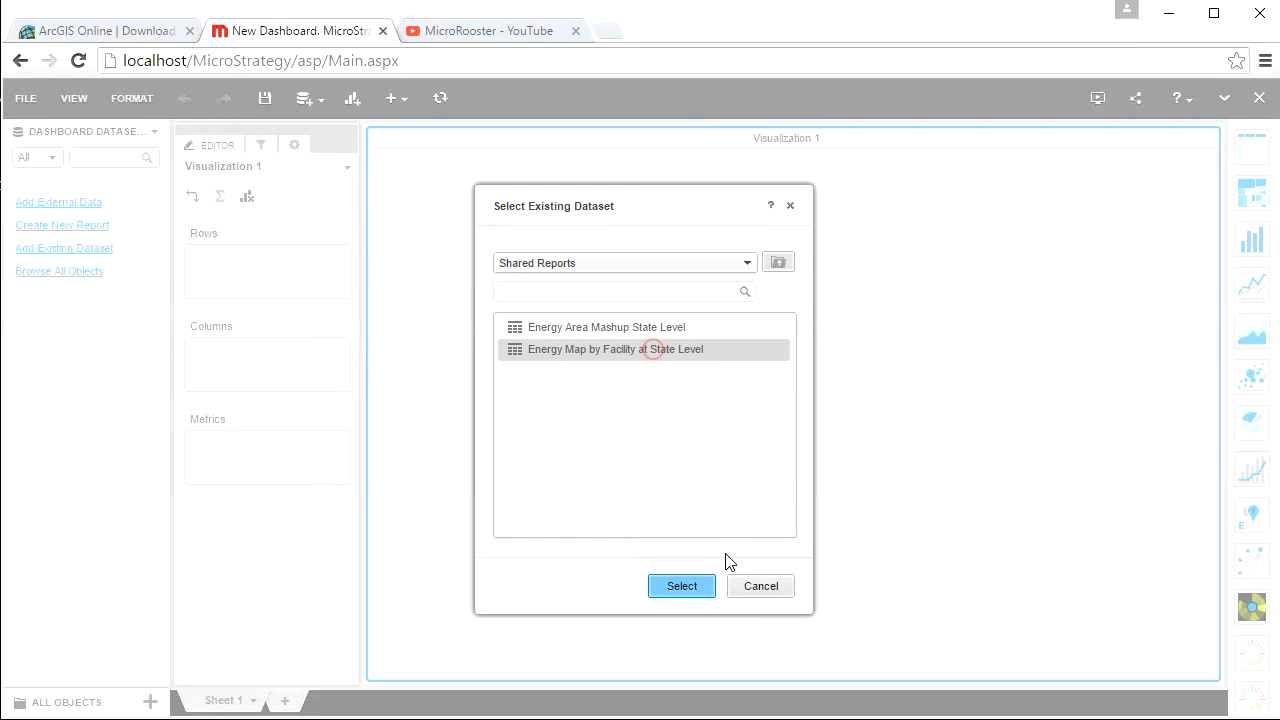 ArcGIS Online | Download
New Dashboard. MicroStr
MicroRooster - YouTube
localhost/MicroStrategy/asp/Main.aspx
FILE
VIEW
FORMAT
?
DASHBOARD DATASE...
All
Add External Data
Create New Report
Add Existing Dataset
Browse All Objects
ALL OBJECTS
EDITOR
Visualization 1
Rows
Columns
Metrics
Visualization 1
Select Existing Dataset
?
Shared Reports
Energy Area Mashup State Level
Energy Map by Facility at State Level
Select
Cancel
E
Sheet 1